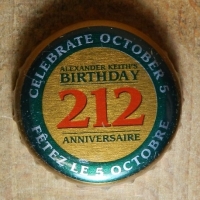 CELEBRATE OCTOBER 5
ALEXANDER KEITH'S
BIRTHDAY
212
ANNIVERSAIRE
FÊTEZ LE 5 OCTOBRE